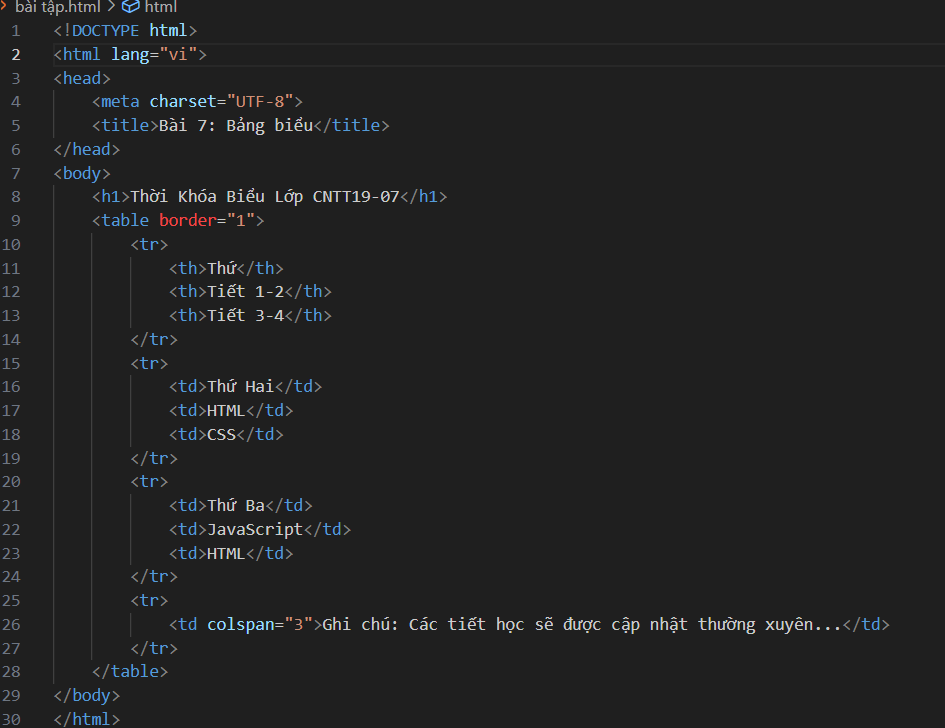 bài tập.html > html
1 <!DOCTYPE html>
2 <html lang="vi">
3 <head>
4     <meta charset="UTF-8">
5     <title>Bài 7: Bảng biểu</title>
6 </head>
7 <body>
8     <h1>Thời Khóa Biểu Lớp CNTT19-07</h1>
9     <table border="1">
10         <tr>
11             <th>Thứ</th>
12             <th>Tiết 1-2</th>
13             <th>Tiết 3-4</th>
14         </tr>
15         <tr>
16             <td>Thứ Hai</td>
17             <td>HTML</td>
18             <td>CSS</td>
19         </tr>
20         <tr>
21             <td>Thứ Ba</td>
22             <td>JavaScript</td>
23             <td>HTML</td>
24         </tr>
25         <tr>
26             <td colspan="3">Ghi chú: Các tiết học sẽ được cập nhật thường xuyên...</td>
27         </tr>
28     </table>
29 </body>
30 </html>